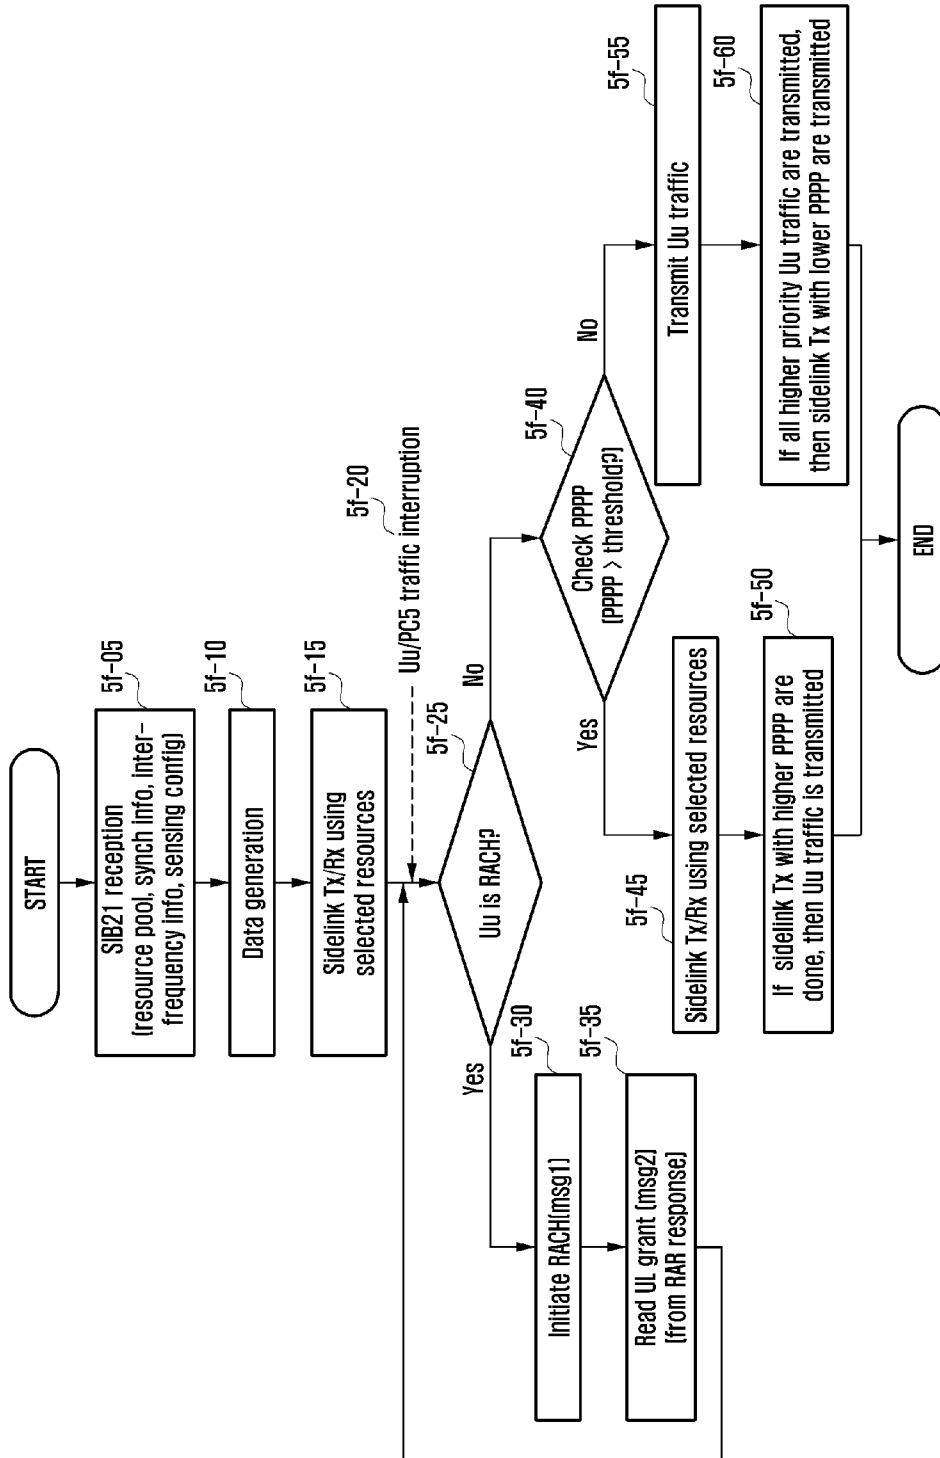 START
5f-05
SIB21 reception
(resource pool, synch info, inter-
frequency info, sensing config)
5f-10
Data generation
5f-15
Sidelink Tx/Rx using
selected resources
5f-20
Uu/PC5 traffic interruption
5f-25
Uu is RACH?
Yes
No
5f-30
Initiate RACH(msg1)
5f-35
Read UL grant (msg2)
(from RAR response)
5f-40
Check PPPP
(PPPP > threshold?)
Yes
No
5f-45
Sidelink Tx/Rx using selected resources
5f-50
If sidelink Tx with higher PPPP are
done, then Uu traffic is transmitted
5f-55
Transmit Uu traffic
5f-60
If all higher priority Uu traffic are transmitted,
then sidelink Tx with lower PPPP are transmitted
END